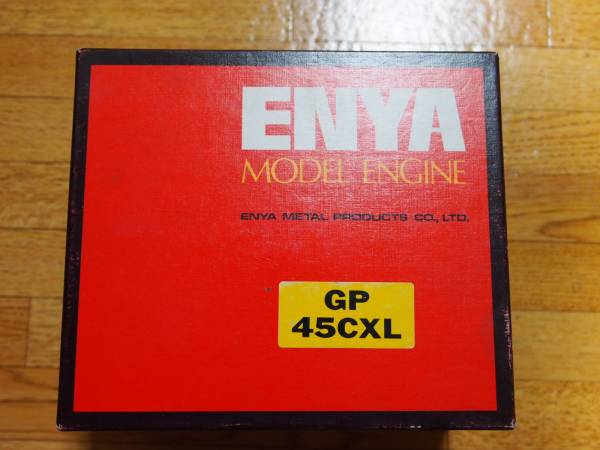 ENYA
MODEL ENGINE
ENYA METAL PRODUCTS CO., LTD.
GP
45CXL